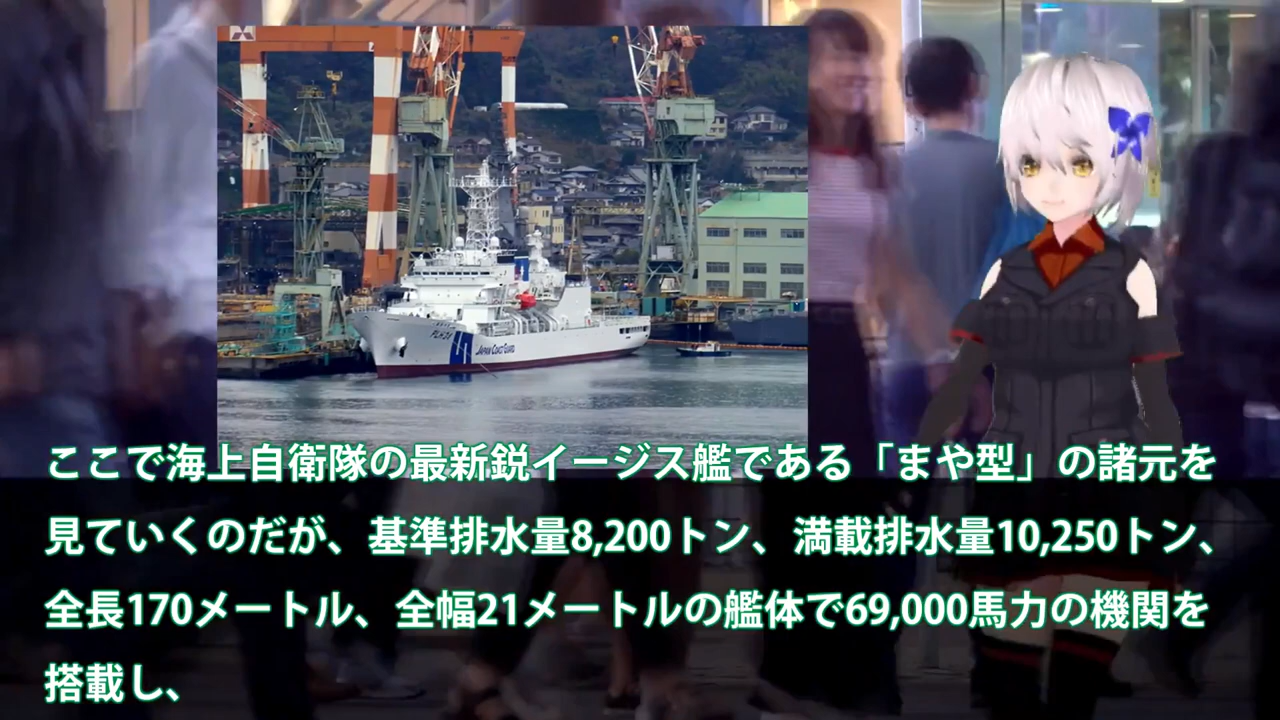 JAPAN COAST GUARD
ここで海上自衛隊の最新鋭イージス艦である「まや型」の諸元を
見ていくのだが、基準排水量8,200トン、満載排水量10,250トン、
全長170メートル、全幅21メートルの艦体で69,000馬力の機関を
搭載し、